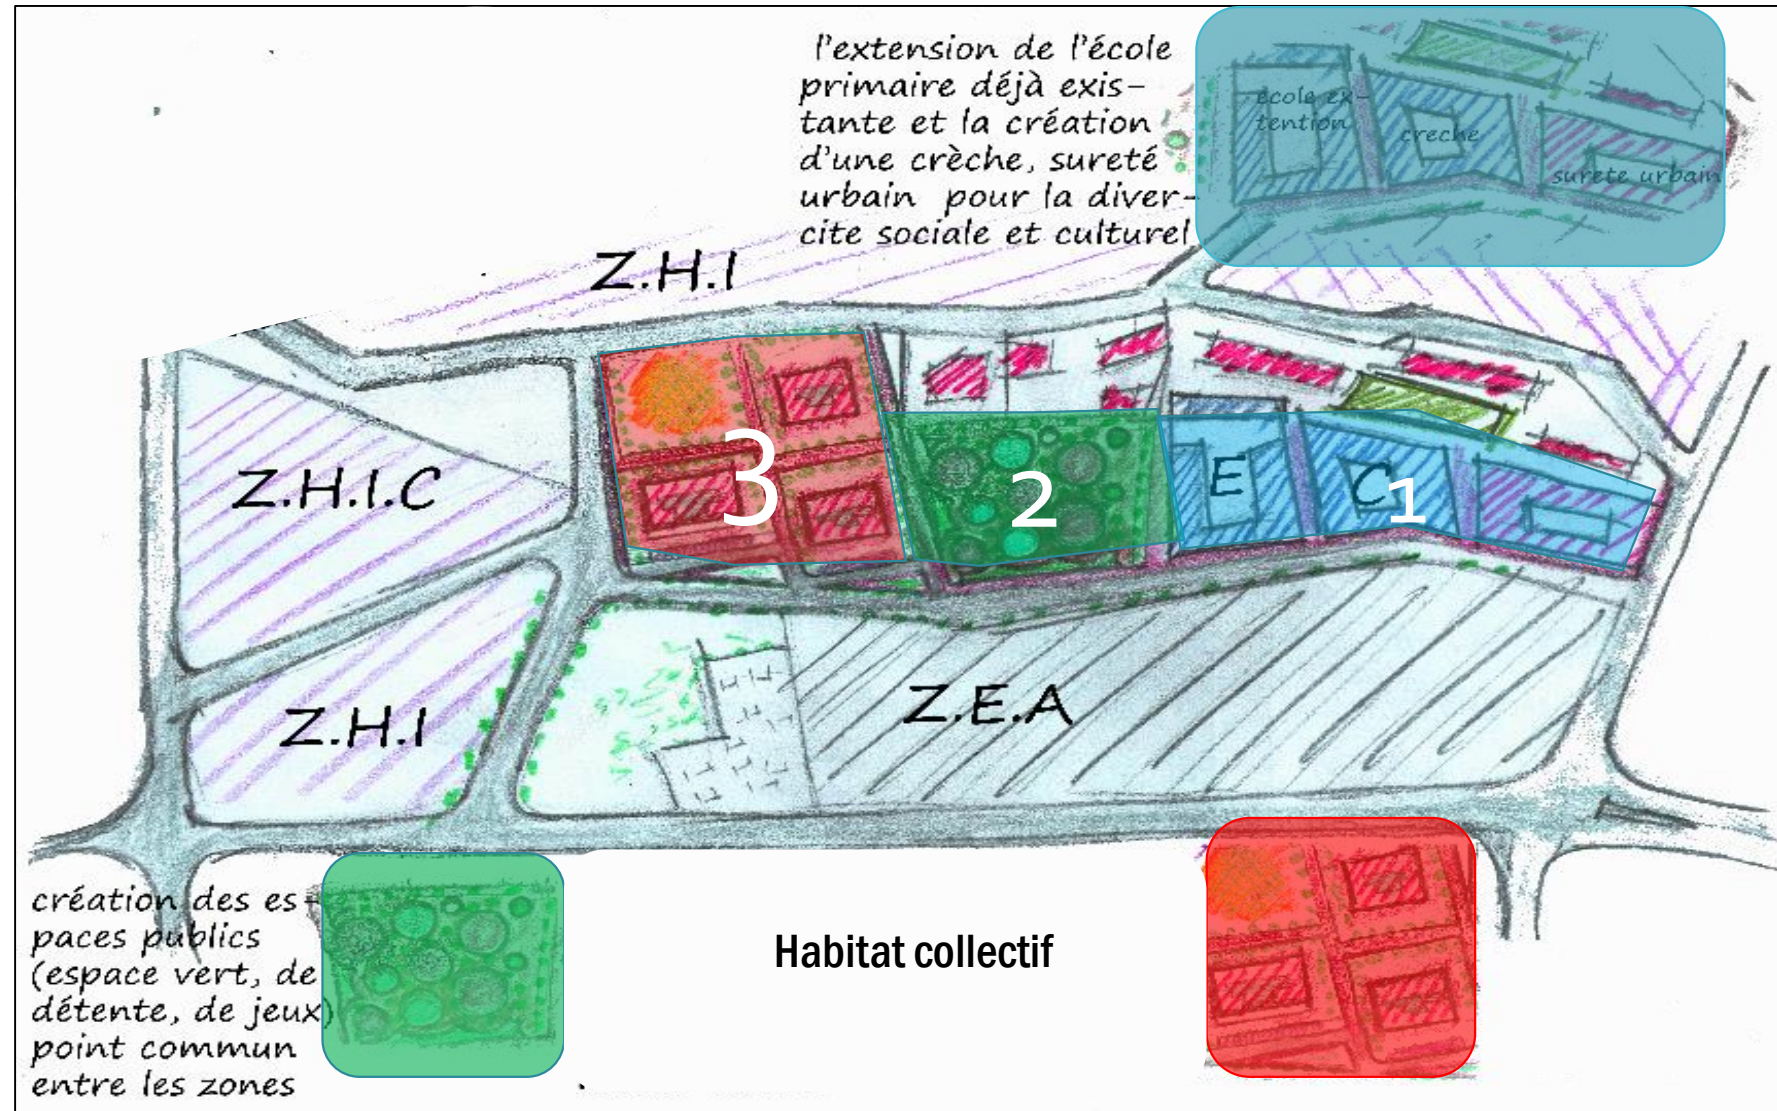 l'extension de l'école
primaire déjà exis-
tante et la création
d'une crèche, sureté
urbain pour la diver-
cite sociale et culturel
ecole ex-
tention
creche
surete urbain
Z.H.I
Z.H.I.C
3
2
E
C
1
Z.H.I
Z.E.A
création des es-
paces publics
(espace vert, de
détente, de jeux)
point commun
entre les zones
Habitat collectif